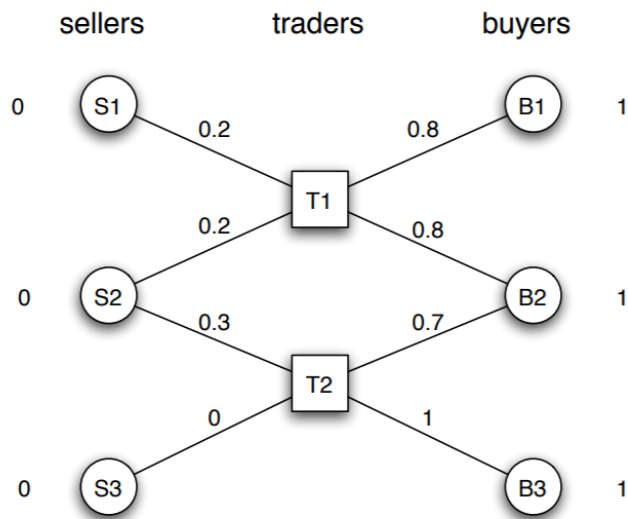 sellers traders buyers
0 S1 0.2 0.8 B1 1
T1
0.2 0.8
0 S2 B2 1
0.3 0.7
T2
0 1
0 S3 B3 1